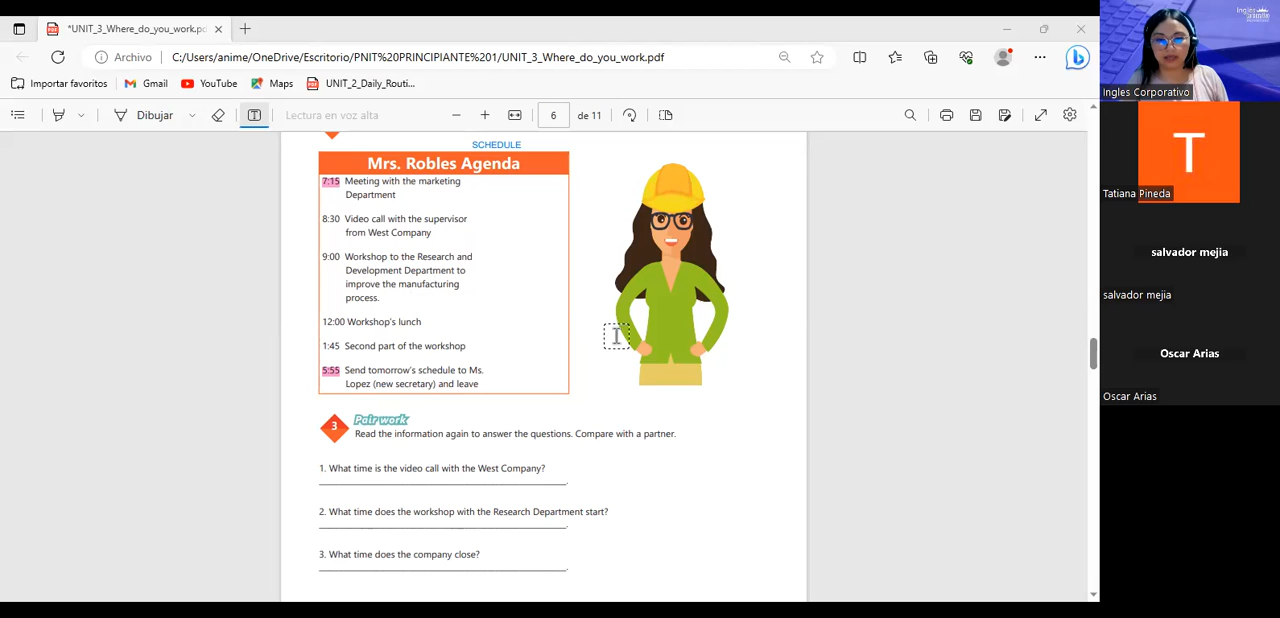 *UNIT_3_Where_do_you_work.pd
Archivo
C:/Users/anime/OneDrive/Escritorio/PNIT%20PRINCIPIANTE%201/UNIT_3_Where_do_you_work.pdf
Importar favoritos
Gmail
YouTube
Maps
UNIT_2_Daily_Routi...
Dibujar
Lectura en voz alta
6
de 11
SCHEDULE
Mrs. Robles Agenda
7:15 Meeting with the marketing
Department
8:30 Video call with the supervisor
from West Company
9:00 Workshop to the Research and
Development Department to
improve the manufacturing
process.
12:00 Workshop's lunch
1:45 Second part of the workshop
5:55 Send tomorrow's schedule to Ms.
Lopez (new secretary) and leave
3
Pair work
Read the information again to answer the questions. Compare with a partner.
1. What time is the video call with the West Company?
2. What time does the workshop with the Research Department start?
3. What time does the company close?
Ingles
Ingles Corporativo
T
Tatiana Pineda
salvador mejia
salvador mejia
Oscar Arias
Oscar Arias